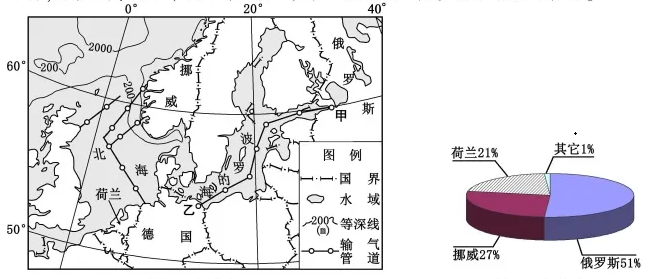 0°
20°
40°
2000
200
60°
200
挪
威
俄
罗
斯
甲
北
海
波
罗
的
海
荷兰
乙
德
国
50°
图 例
国 界
水 域
200 (m) 等深线
输 气
管 道
荷兰21%
其它1%
挪威27%
俄罗斯51%